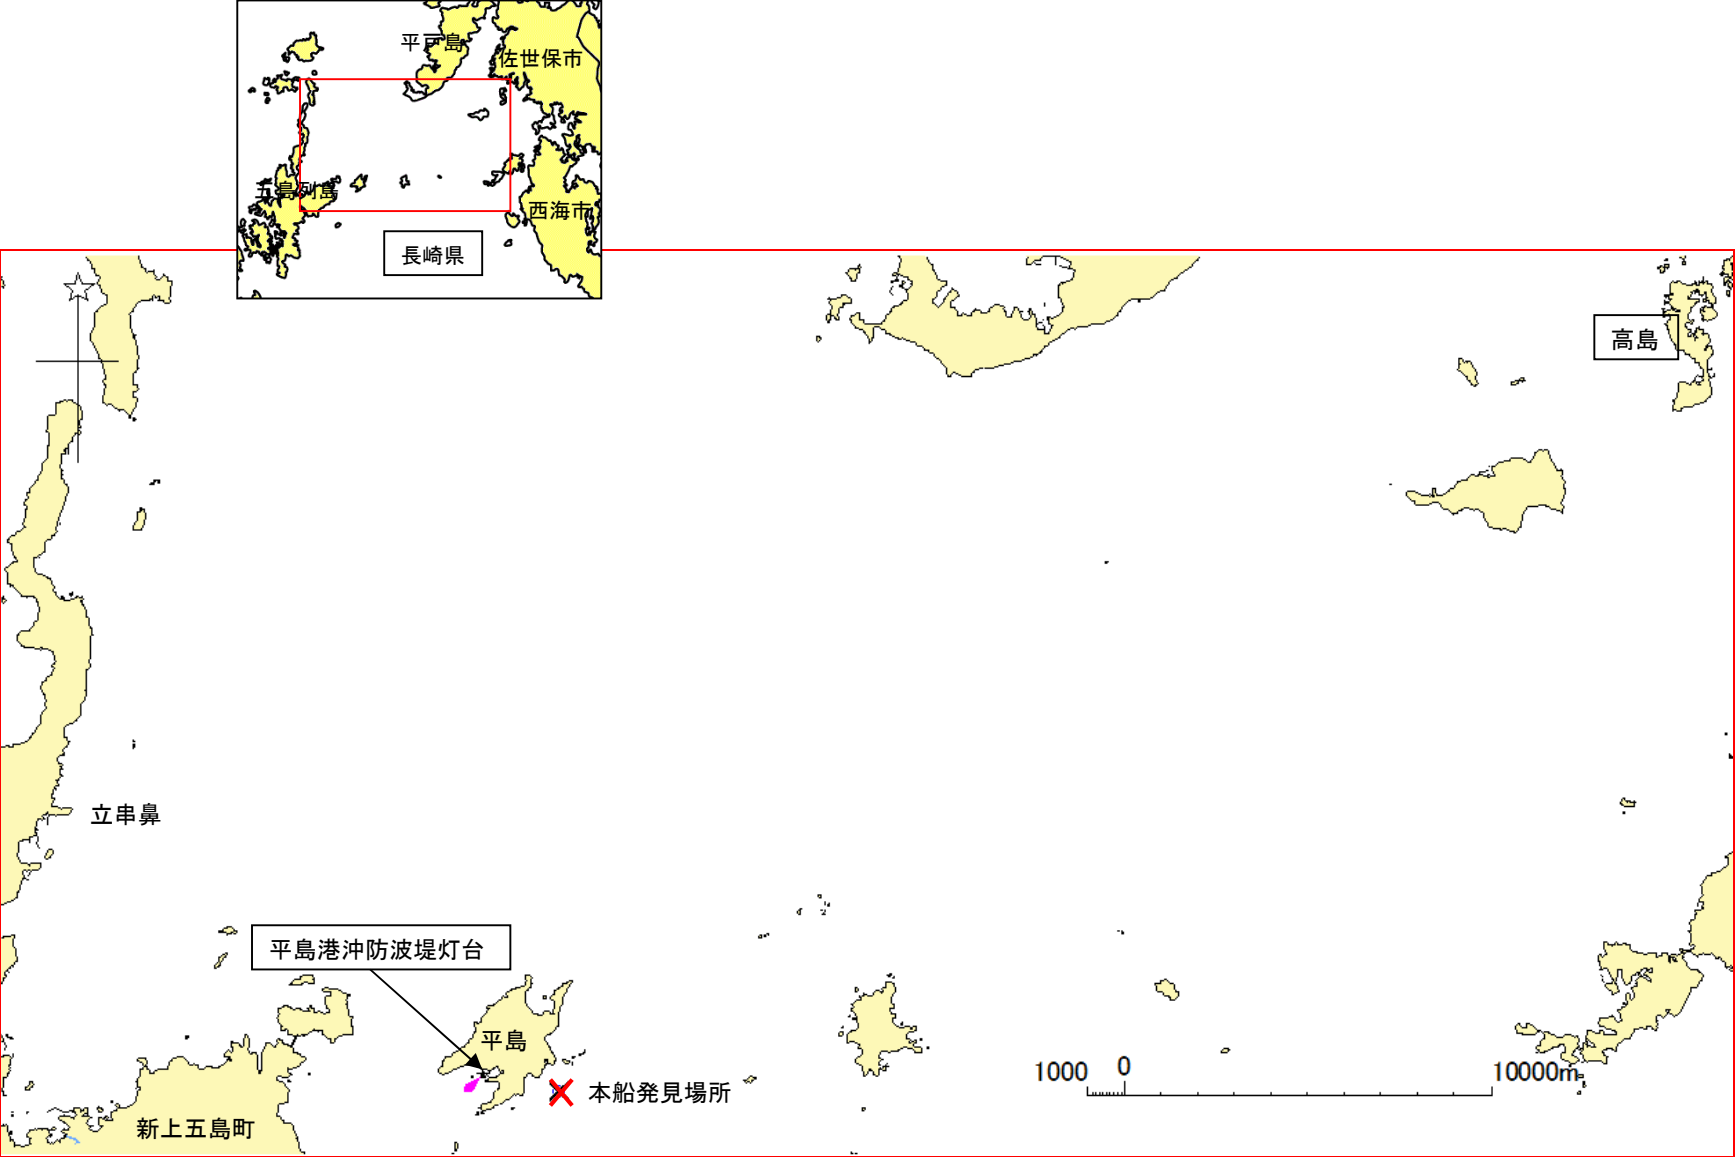 平戸島
佐世保市
五島列島
西海市
長崎県
高島
立串鼻
平島港沖防波堤灯台
平島
本船発見場所
新上五島町
1000 0 10000m